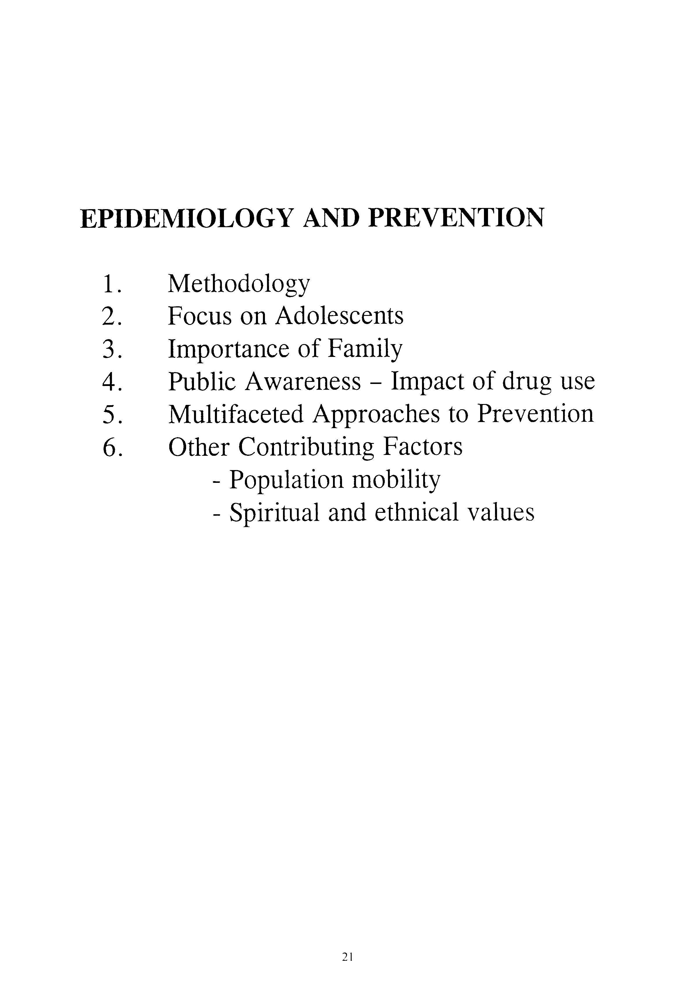 EPIDEMIOLOGY AND PREVENTION
1. Methodology
2. Focus on Adolescents
3. Importance of Family
4. Public Awareness – Impact of drug use
5. Multifaceted Approaches to Prevention
6. Other Contributing Factors
- Population mobility
- Spiritual and ethnical values
21